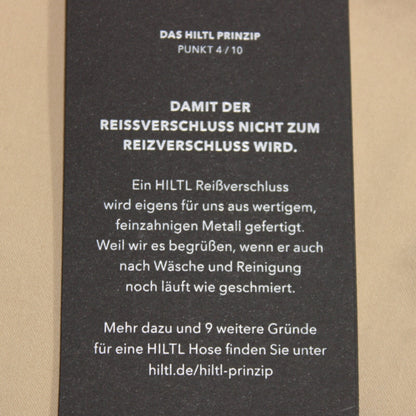 DAS HILTL PRINZIP
PUNKT 4 / 10
DAMIT DER
REISSVERSCHLUSS NICHT ZUM
REIZVERSCHLUSS WIRD.
Ein HILTL Reißverschluss
wird eigens für uns aus wertigem,
feinzahnigen Metall gefertigt.
Weil wir es begrüßen, wenn er auch
nach Wäsche und Reinigung
noch läuft wie geschmiert.
Mehr dazu und 9 weitere Gründe
für eine HILTL Hose finden Sie unter
hiltl.de/hiltl-prinzip